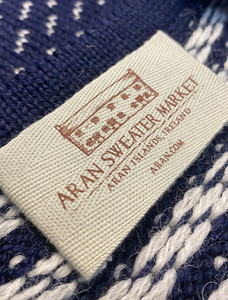 ARAN SWEATER MARKET
ARAN ISLANDS, IRELAND
ARAN.COM